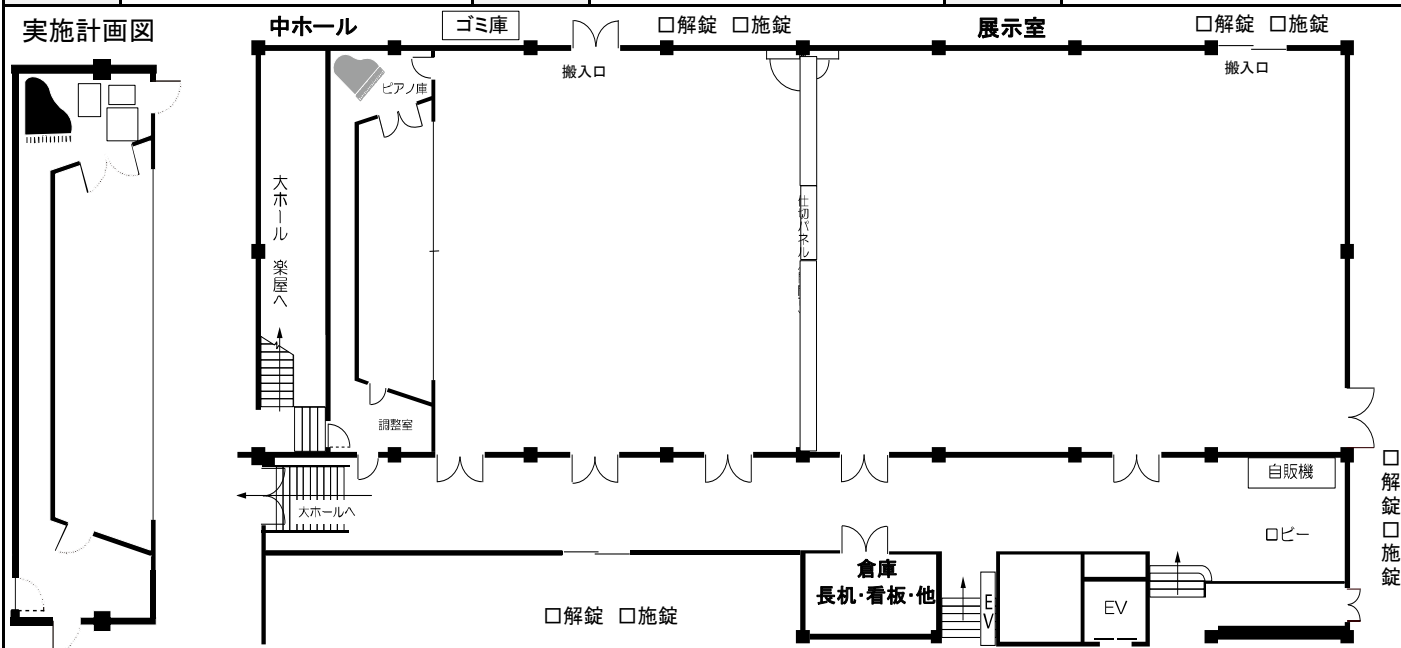 実施計画図
中ホール
ゴミ庫
□解錠 □施錠
展示室
□解錠 □施錠
搬入口
搬入口
ピアノ庫
大ホール 楽屋へ
仕切パネル
調整室
自販機
□解錠□施錠
大ホールへ
ロビー
倉庫
長机・看板・他
EV
EV
□解錠 □施錠